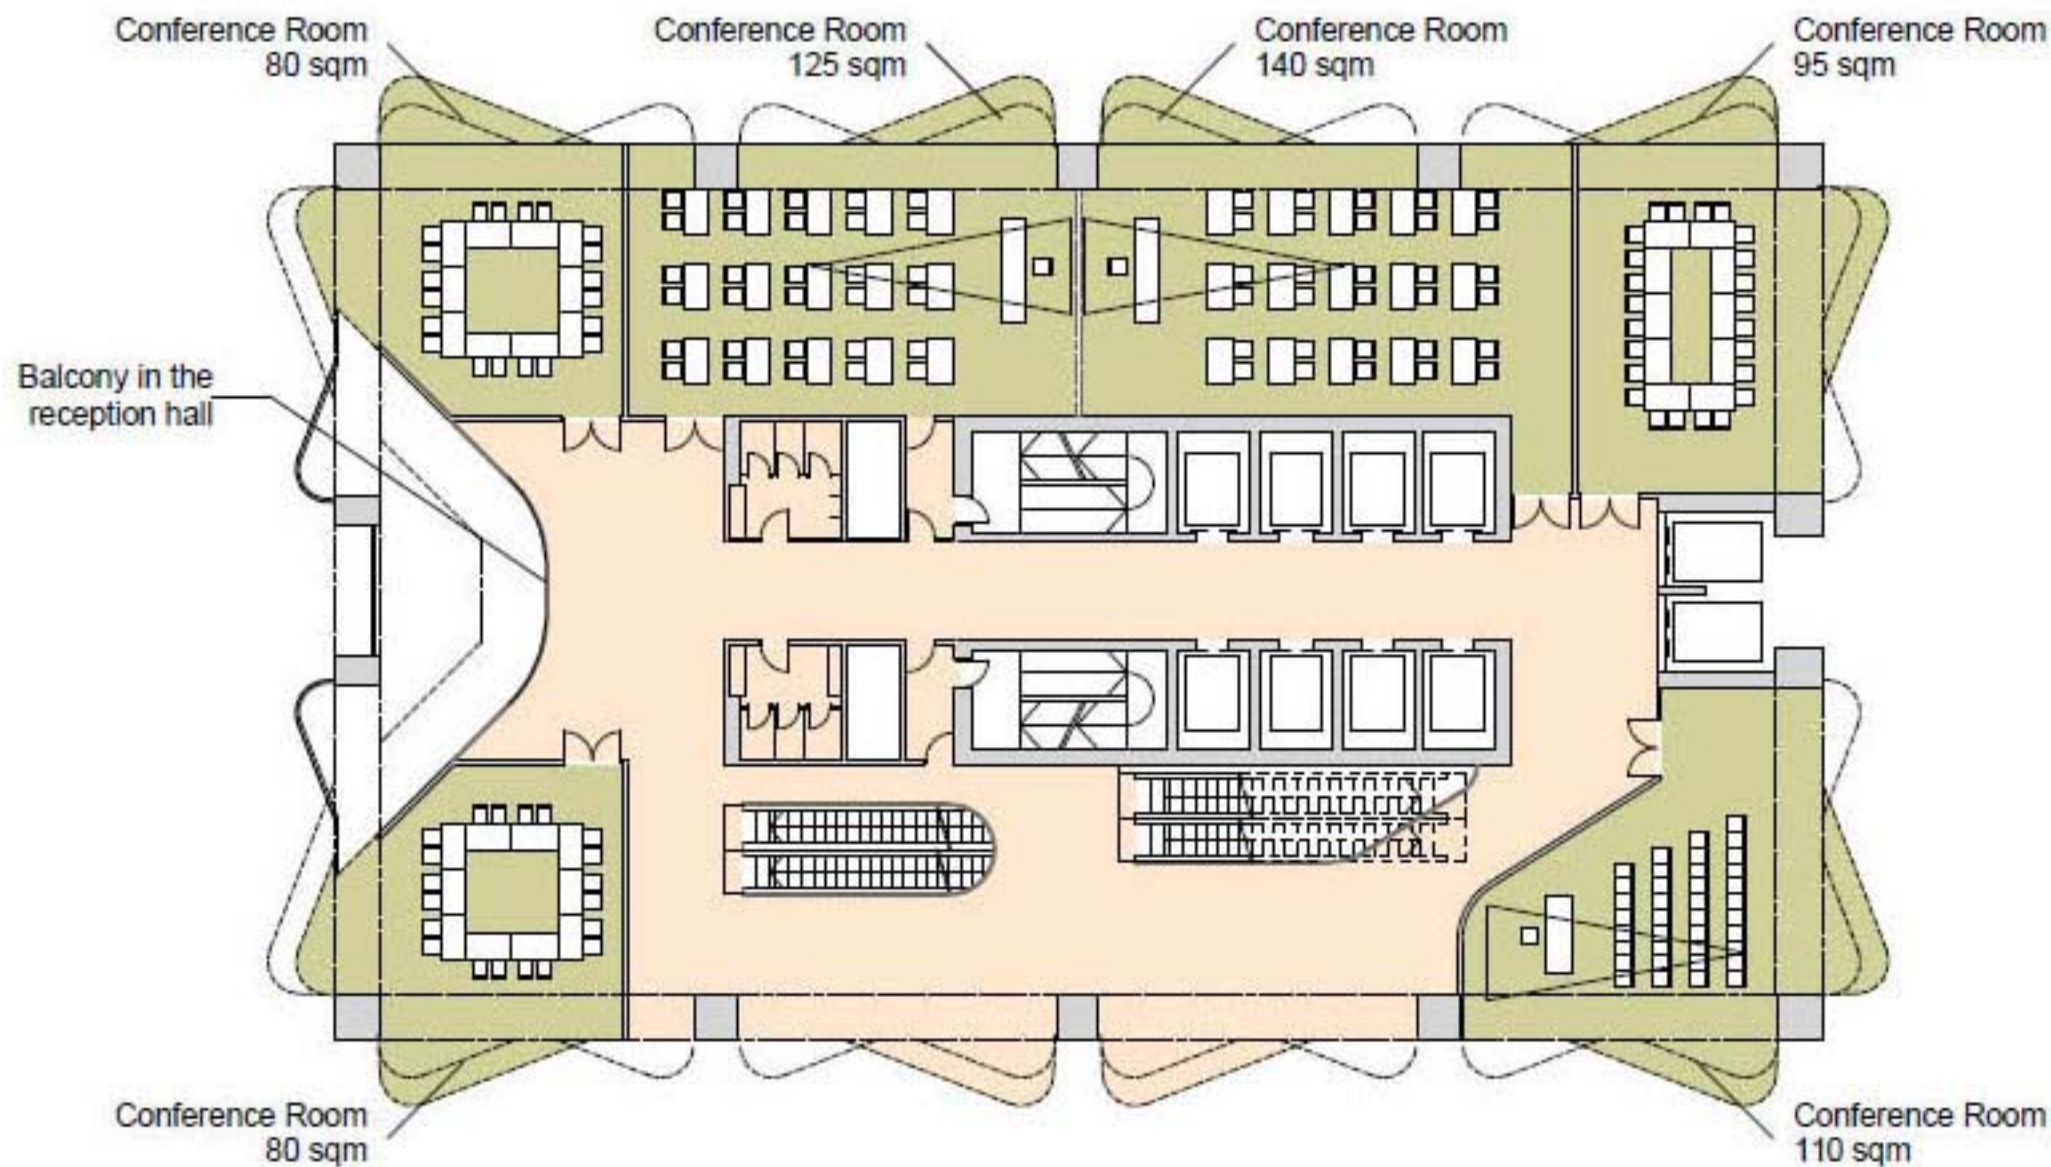 Conference Room
80 sqm
Conference Room
125 sqm
Conference Room
140 sqm
Conference Room
95 sqm
Balcony in the
reception hall
Conference Room
80 sqm
Conference Room
110 sqm